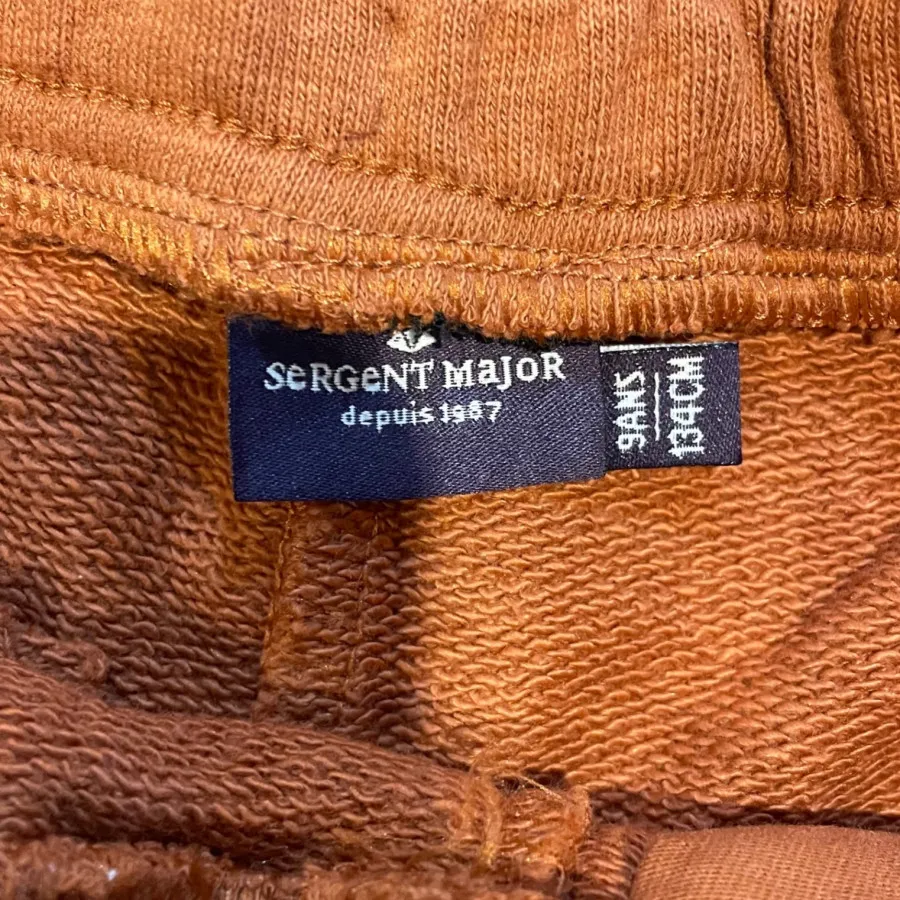 SeRGeNT MajoR
depuis 1987
9ANS
134CM